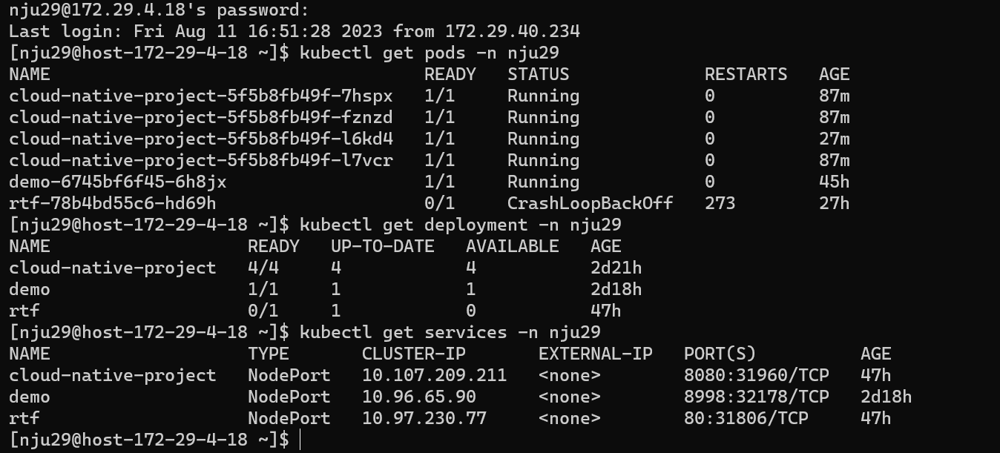 nju29@172.29.4.18's password:
Last login: Fri Aug 11 16:51:28 2023 from 172.29.40.234
[nju29@host-172-29-4-18 ~]$ kubectl get pods -n nju29
NAME                                    READY   STATUS             RESTARTS   AGE
cloud-native-project-5f5b8fb49f-7hspx   1/1     Running            0          87m
cloud-native-project-5f5b8fb49f-fznzd   1/1     Running            0          87m
cloud-native-project-5f5b8fb49f-l6kd4   1/1     Running            0          27m
cloud-native-project-5f5b8fb49f-l7vcr   1/1     Running            0          87m
demo-6745bf6f45-6h8jx                   1/1     Running            0          45h
rtf-78b4bd55c6-hd69h                    0/1     CrashLoopBackOff   273        27h
[nju29@host-172-29-4-18 ~]$ kubectl get deployment -n nju29
NAME                   READY   UP-TO-DATE   AVAILABLE   AGE
cloud-native-project   4/4     4            4           2d21h
demo                   1/1     1            1           2d18h
rtf                    0/1     1            0           47h
[nju29@host-172-29-4-18 ~]$ kubectl get services -n nju29
NAME                   TYPE       CLUSTER-IP       EXTERNAL-IP   PORT(S)          AGE
cloud-native-project   NodePort   10.107.209.211   <none>        8080:31960/TCP   47h
demo                   NodePort   10.96.65.90      <none>        8998:32178/TCP   2d18h
rtf                    NodePort   10.97.230.77     <none>        80:31806/TCP     47h
[nju29@host-172-29-4-18 ~]$